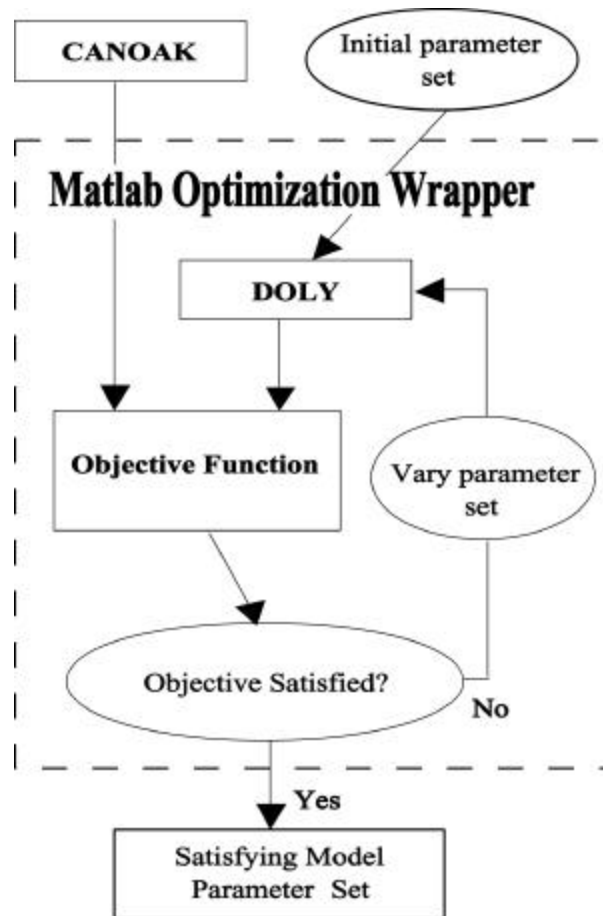 CANOAK
Initial parameter
set
Matlab Optimization Wrapper
DOLY
Objective Function
Vary parameter
set
Objective Satisfied?
No
Yes
Satisfying Model
Parameter Set